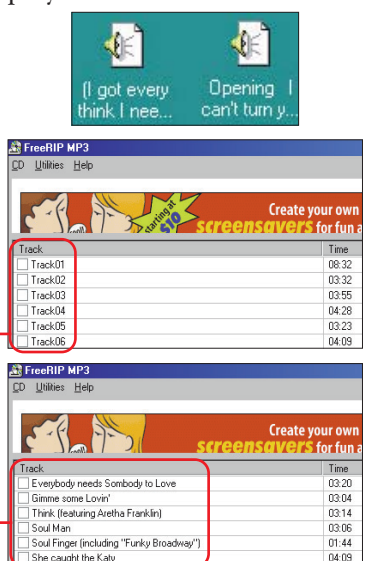 (I got every
think I nee...
Opening I
can't turn y...
FreeRIP MP3
CD Utilities Help
starting at
$10
Create your own
screensavers for fun a
Track Time
Track01 08:32
Track02 03:32
Track03 03:55
Track04 04:28
Track05 03:23
Track06 04:09
FreeRIP MP3
CD Utilities Help
Create your own
screensavers for fun a
Track Time
Everybody needs Sombody to Love 03:20
Gimme some Lovin' 03:04
Think (featuring Aretha Franklin) 03:14
Soul Man 03:06
Soul Finger (including "Funky Broadway") 01:44
She caught the Katy 04:09